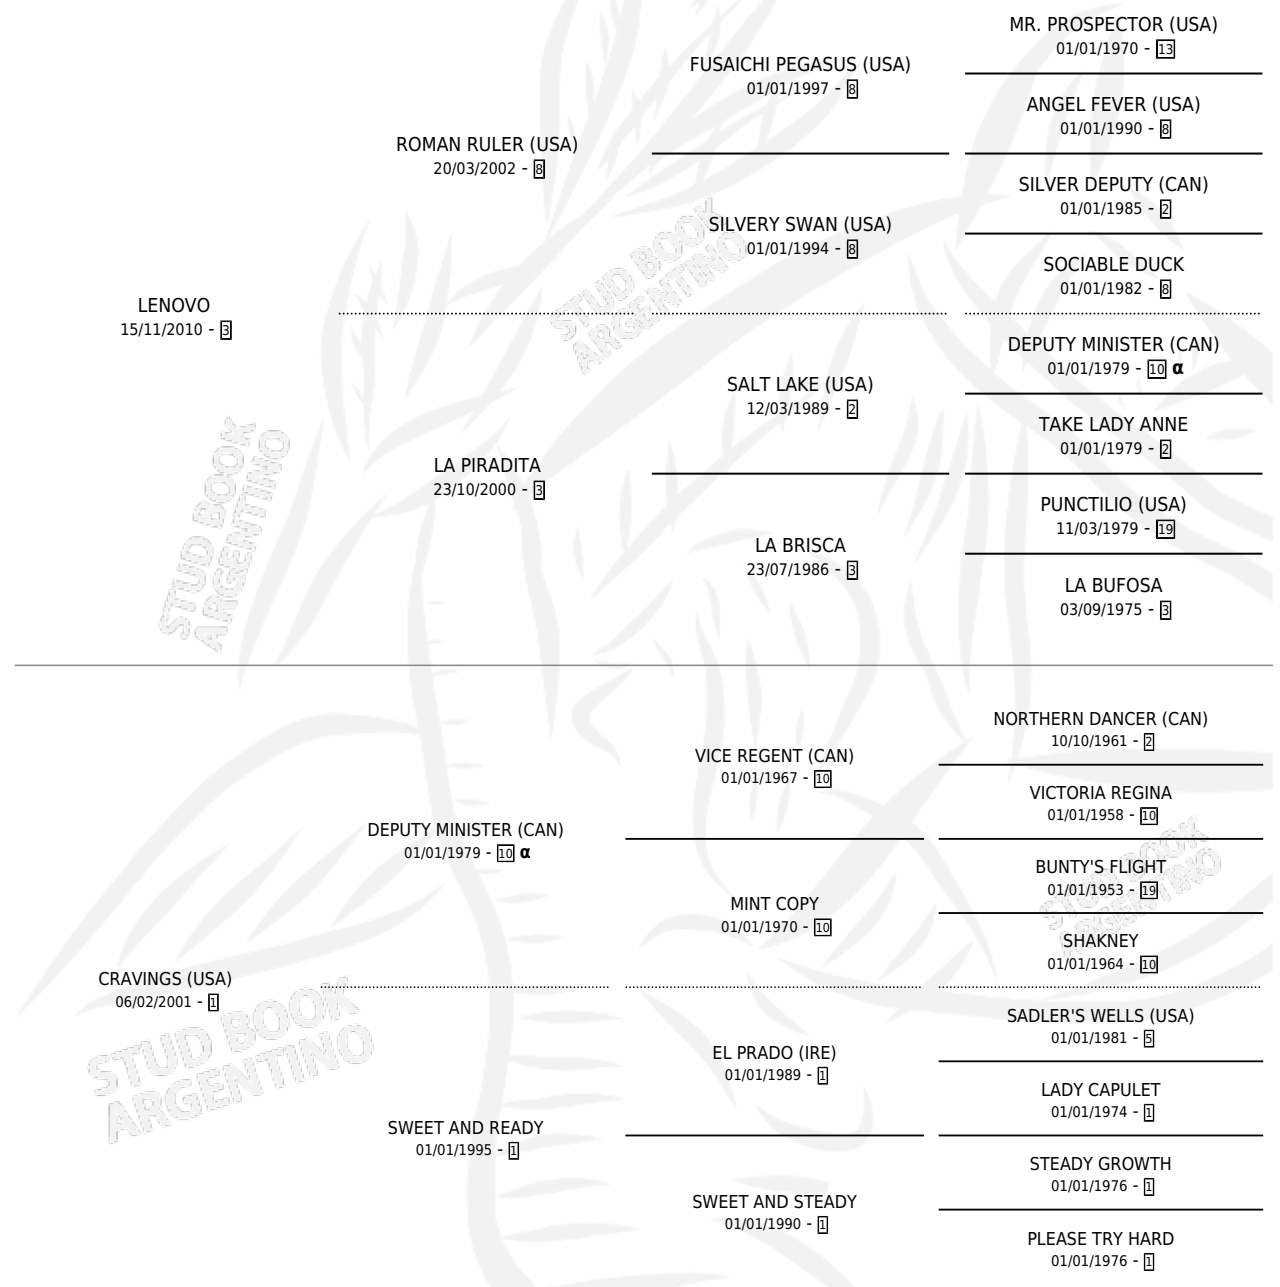 MR. PROSPECTOR (USA)
01/01/1970 - 13
FUSAICHI PEGASUS (USA)
01/01/1997 - 8
ANGEL FEVER (USA)
01/01/1990 - 8
ROMAN RULER (USA)
20/03/2002 - 8
SILVER DEPUTY (CAN)
01/01/1985 - 2
SILVERY SWAN (USA)
01/01/1994 - 8
SOCIABLE DUCK
01/01/1982 - 8
STUD BOOK
ARGENTINO
LENOVO
15/11/2010 - 3
DEPUTY MINISTER (CAN)
01/01/1979 - 10 α
SALT LAKE (USA)
12/03/1989 - 2
TAKE LADY ANNE
01/01/1979 - 2
LA PIRADITA
23/10/2000 - 3
PUNCTILIO (USA)
11/03/1979 - 19
LA BRISCA
23/07/1986 - 3
LA BUFOSA
03/09/1975 - 3
STUD BOOK
ARGENTINO
NORTHERN DANCER (CAN)
10/10/1961 - 2
VICE REGENT (CAN)
01/01/1967 - 10
VICTORIA REGINA
01/01/1958 - 10
DEPUTY MINISTER (CAN)
01/01/1979 - 10 α
BUNTY'S FLIGHT
01/01/1953 - 19
MINT COPY
01/01/1970 - 10
SHAKNEY
01/01/1964 - 10
STUD BOOK
ARGENTINO
CRAVINGS (USA)
06/02/2001 - 1
SADLER'S WELLS (USA)
01/01/1981 - 5
EL PRADO (IRE)
01/01/1989 - 1
LADY CAPULET
01/01/1974 - 1
STUD BOOK
ARGENTINO
SWEET AND READY
01/01/1995 - 1
STEADY GROWTH
01/01/1976 - 1
SWEET AND STEADY
01/01/1990 - 1
PLEASE TRY HARD
01/01/1976 - 1